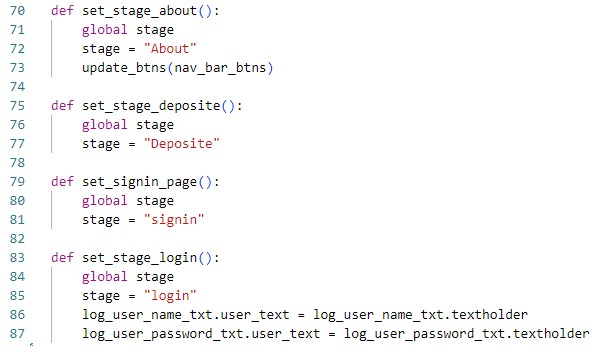 70 def set_stage_about():
71     global stage
72     stage = "About"
73     update_btns(nav_bar_btns)
74
75 def set_stage_deposite():
76     global stage
77     stage = "Deposite"
78
79 def set_signin_page():
80     global stage
81     stage = "signin"
82
83 def set_stage_login():
84     global stage
85     stage = "login"
86     log_user_name_txt.user_text = log_user_name_txt.textholder
87     log_user_password_txt.user_text = log_user_password_txt.textholder